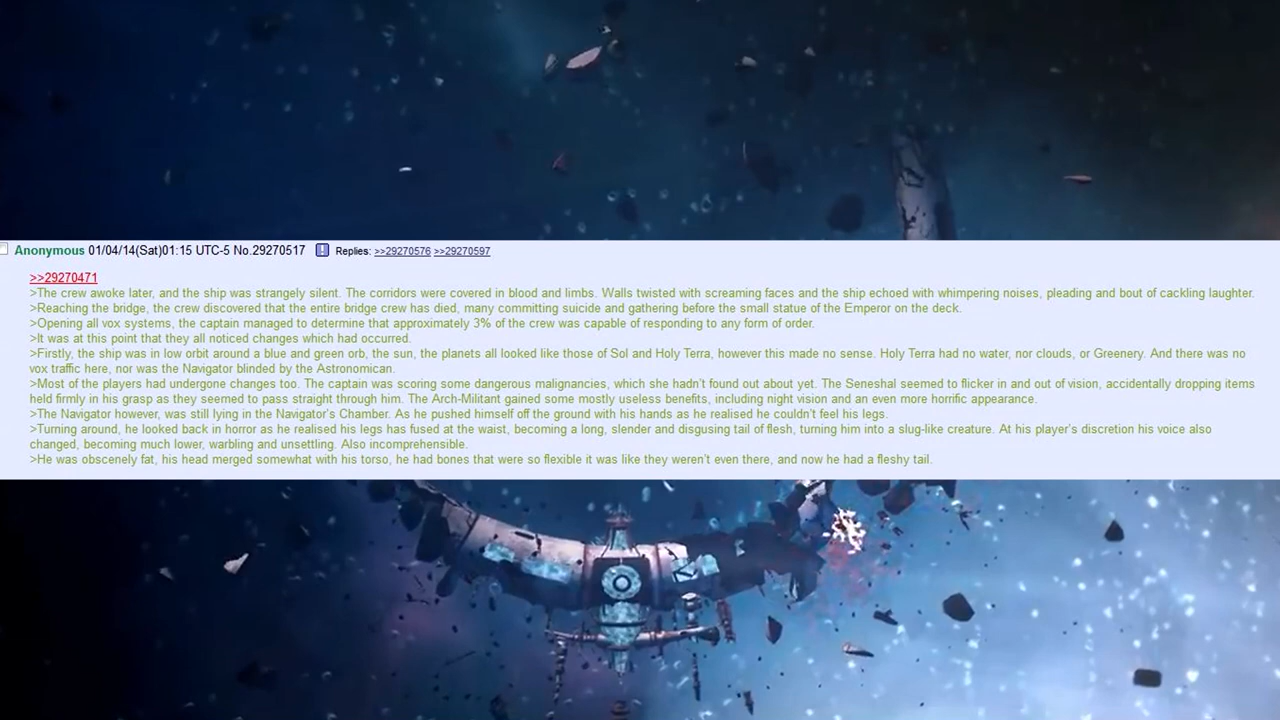 Anonymous 01/04/14(Sat)01:15 UTC-5 No.29270517 Replies: >>29270576 >>29270597
>>29270471
>The crew awoke later, and the ship was strangely silent. The corridors were covered in blood and limbs. Walls twisted with screaming faces and the ship echoed with whimpering noises, pleading and bout of cackling laughter.
>Reaching the bridge, the crew discovered that the entire bridge crew has died, many committing suicide and gathering before the small statue of the Emperor on the deck.
>Opening all vox systems, the captain managed to determine that approximately 3% of the crew was capable of responding to any form of order.
>It was at this point that they all noticed changes which had occurred.
>Firstly, the ship was in low orbit around a blue and green orb, the sun, the planets all looked like those of Sol and Holy Terra, however this made no sense. Holy Terra had no water, nor clouds, or Greenery. And there was no
vox traffic here, nor was the Navigator blinded by the Astronomican.
>Most of the players had undergone changes too. The captain was scoring some dangerous malignancies, which she hadn't found out about yet. The Seneshal seemed to flicker in and out of vision, accidentally dropping items
held firmly in his grasp as they seemed to pass straight through him. The Arch-Militant gained some mostly useless benefits, including night vision and an even more horrific appearance.
>The Navigator however, was still lying in the Navigator's Chamber. As he pushed himself off the ground with his hands as he realised he couldn't feel his legs.
>Turning around, he looked back in horror as he realised his legs has fused at the waist, becoming a long, slender and disgusing tail of flesh, turning him into a slug-like creature. At his player's discretion his voice also
changed, becoming much lower, warbling and unsettling. Also incomprehensible.
>He was obscenely fat, his head merged somewhat with his torso, he had bones that were so flexible it was like they weren't even there, and now he had a fleshy tail.